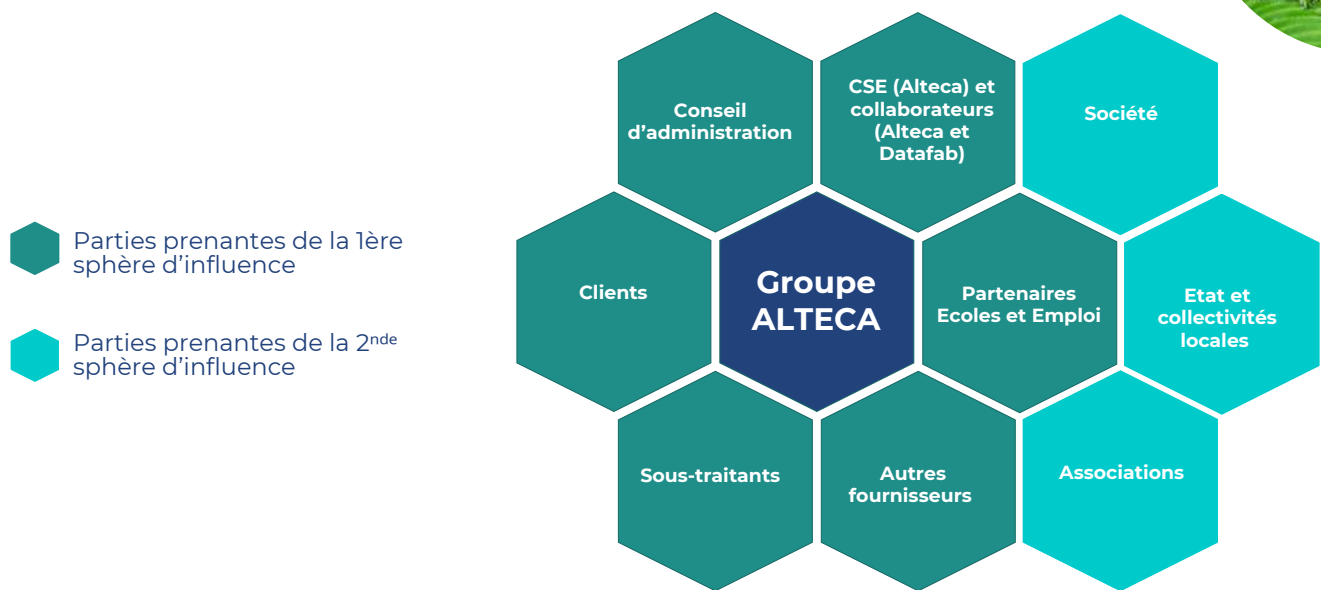 Parties prenantes de la 1ère
sphère d'influence
Parties prenantes de la 2nde
sphère d'influence
Conseil
d'administration
CSE (Alteca) et
collaborateurs
(Alteca et
Datafab)
Société
Clients
Groupe
ALTECA
Partenaires
Ecoles et Emploi
Etat et
collectivités
locales
Sous-traitants
Autres
fournisseurs
Associations